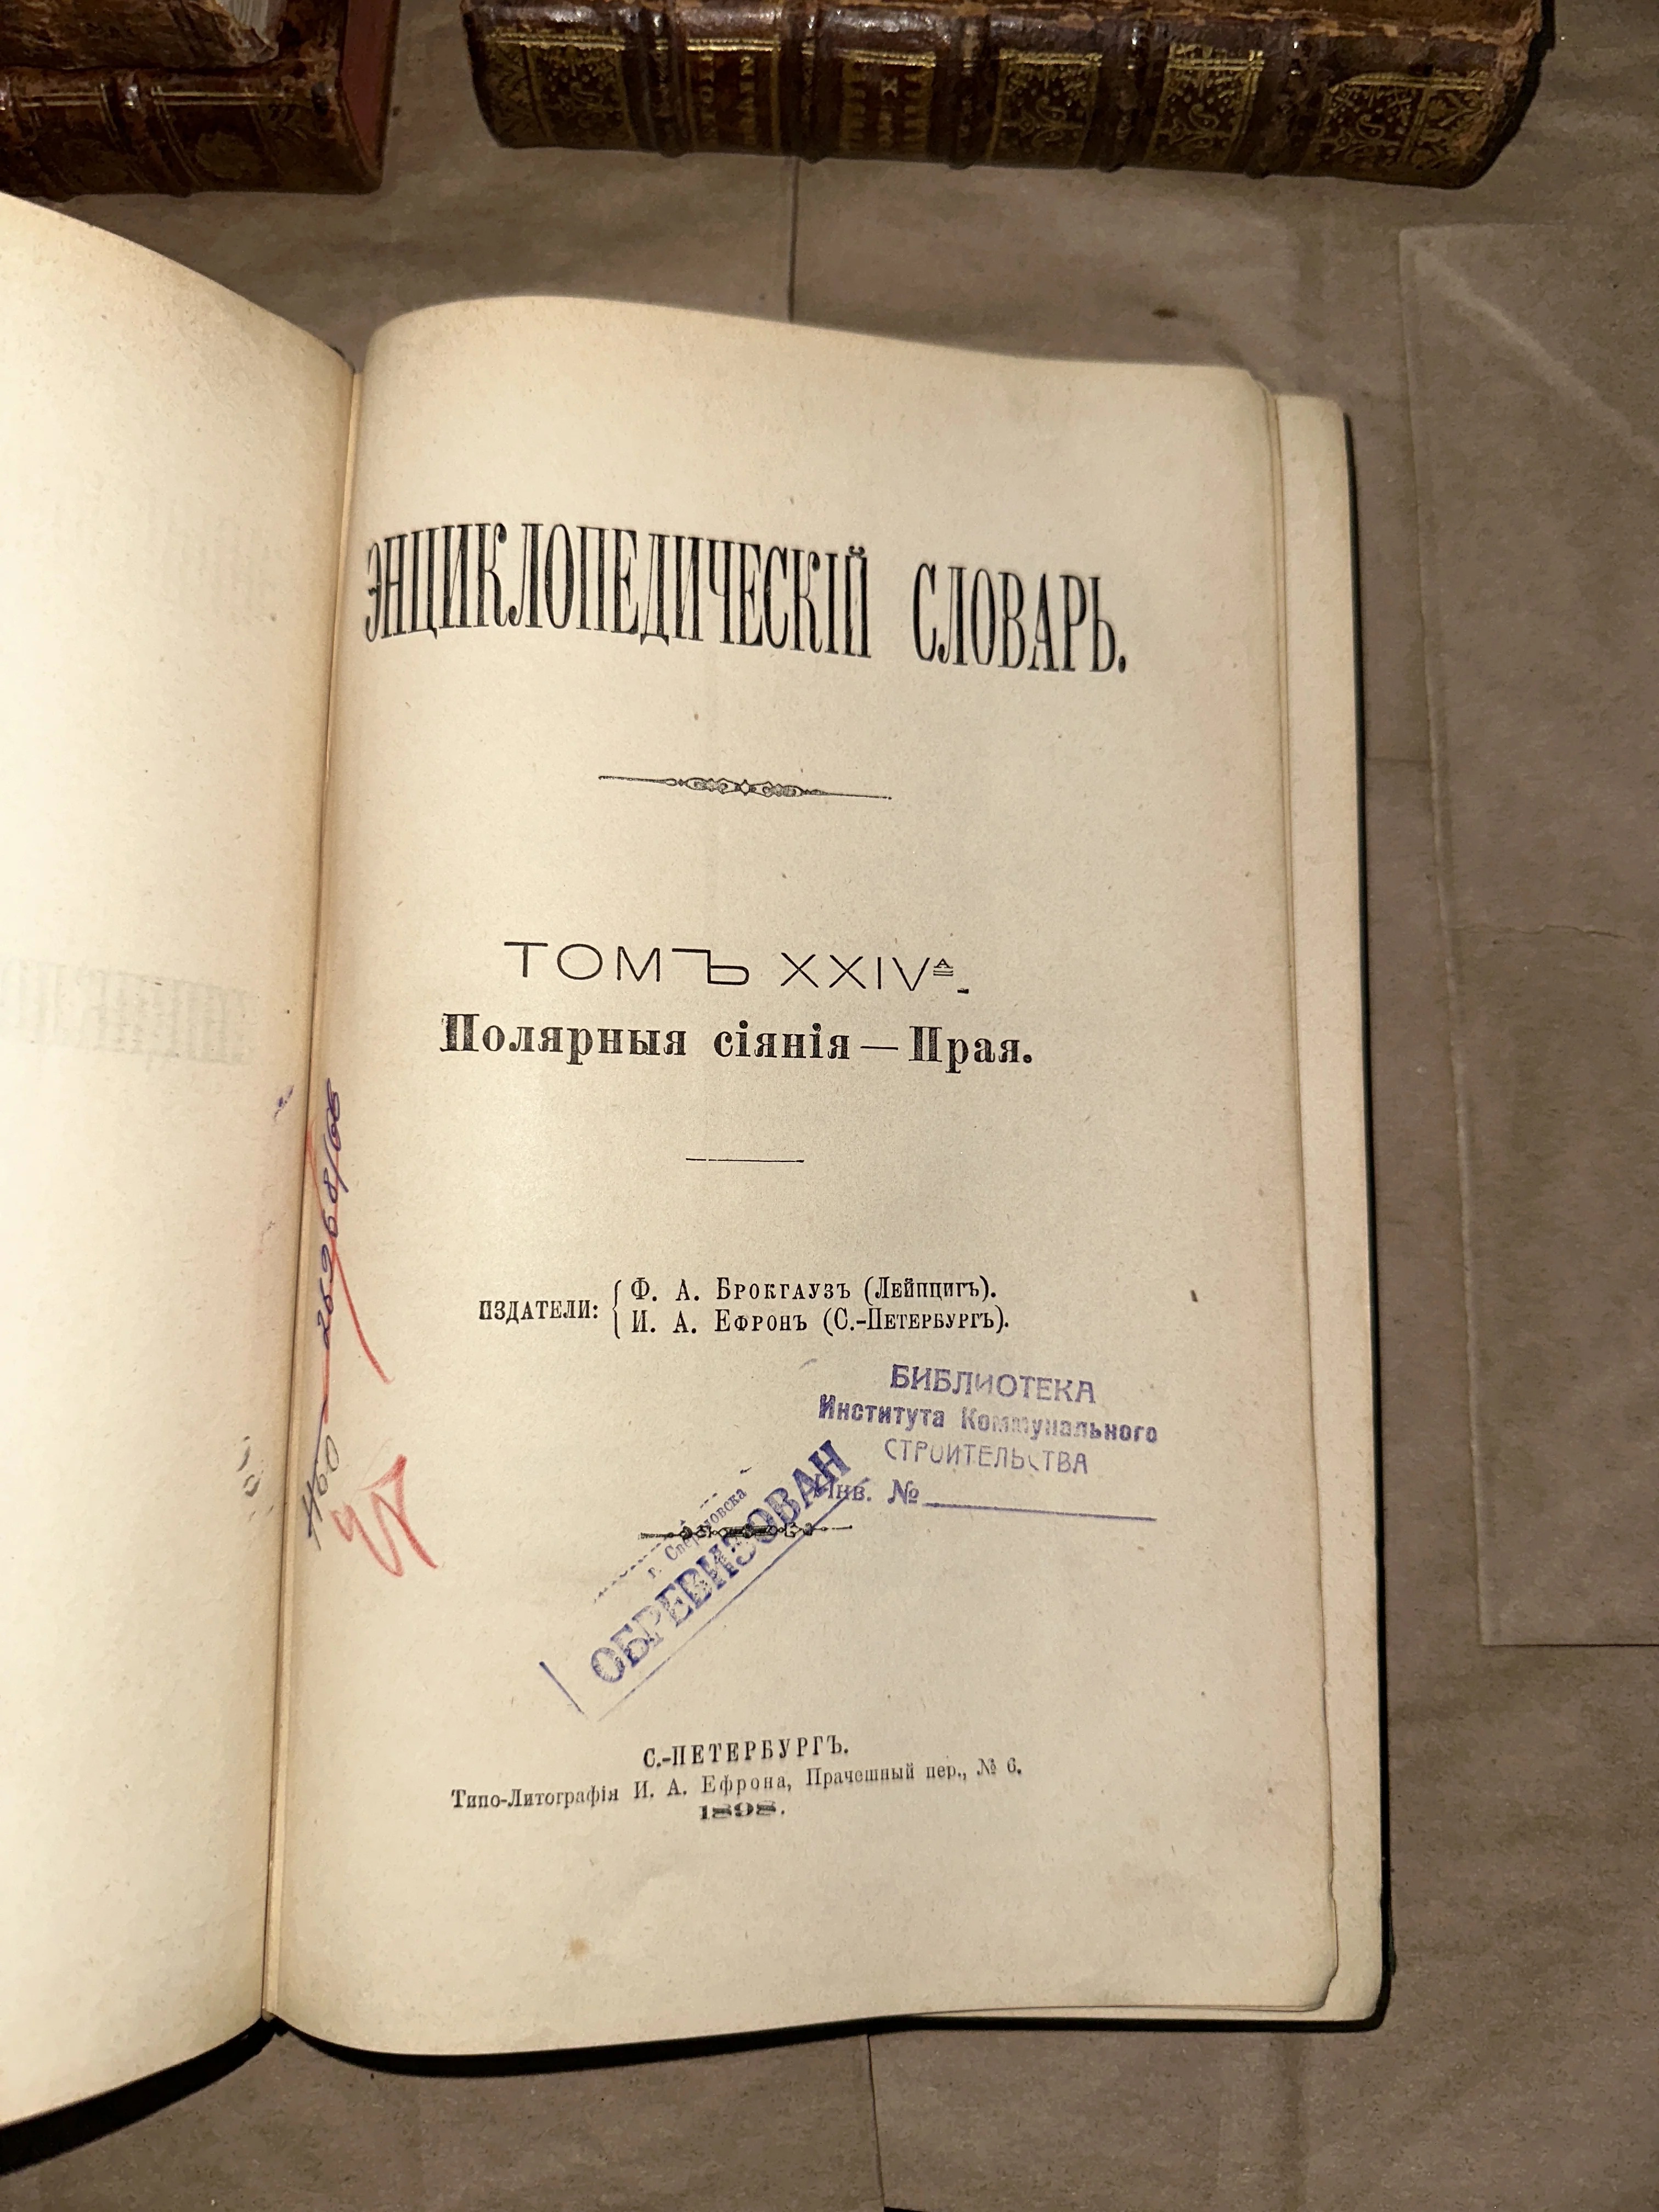 ЭНЦИКЛОПЕДИЧЕСКІЙ СЛОВАРЬ.
ТОМЪ XXIVᴬ.
Полярныя сіянія — Прая.
ИЗДАТЕЛИ:
Ф. А. Брокгаузъ (Лейпцигъ).
И. А. Ефронъ (С.-Петербургъ).
БИБЛИОТЕКА
Института Коммунального
СТРОИТЕЛЬСТВА
Инв. №
г. Свердловска
ОБРЕВИЗОВАН
С.-ПЕТЕРБУРГЪ.
Типо-Литографія И. А. Ефрона, Прачешный пер., № 6.
1898.